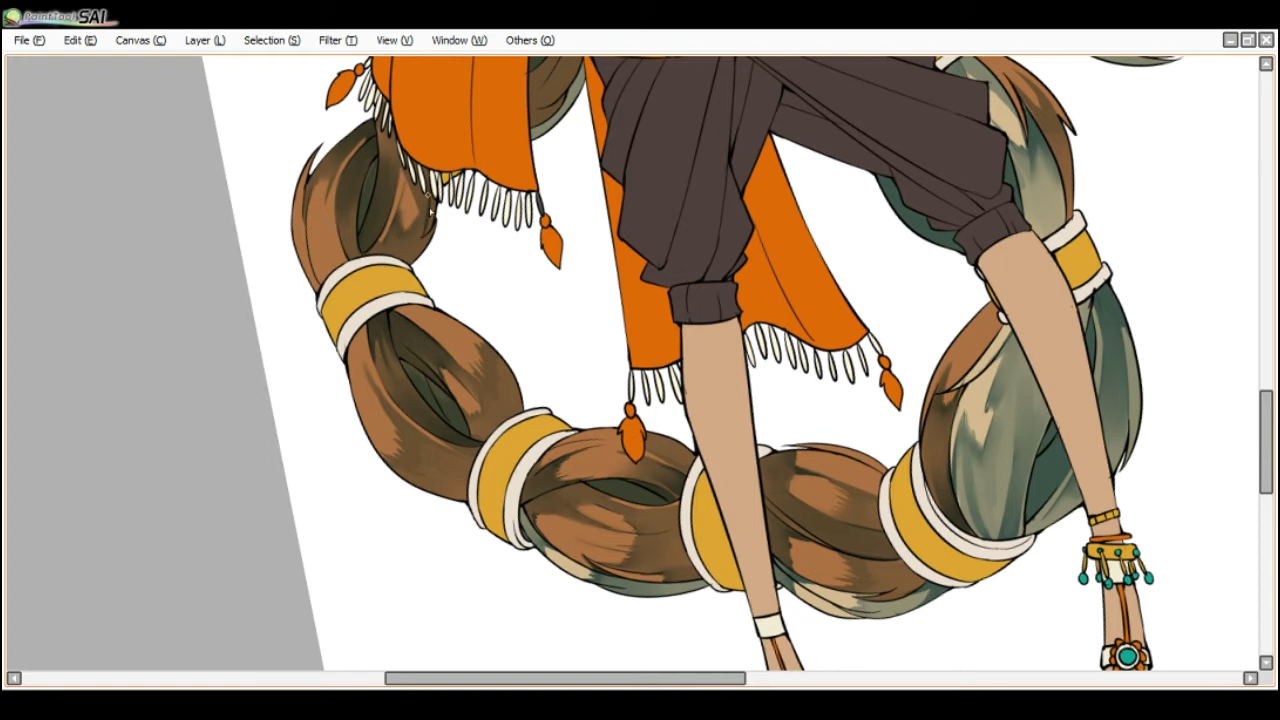 PaintTool SAI
File (F) Edit (E) Canvas (C) Layer (L) Selection (S) Filter (T) View (V) Window (W) Others (O)